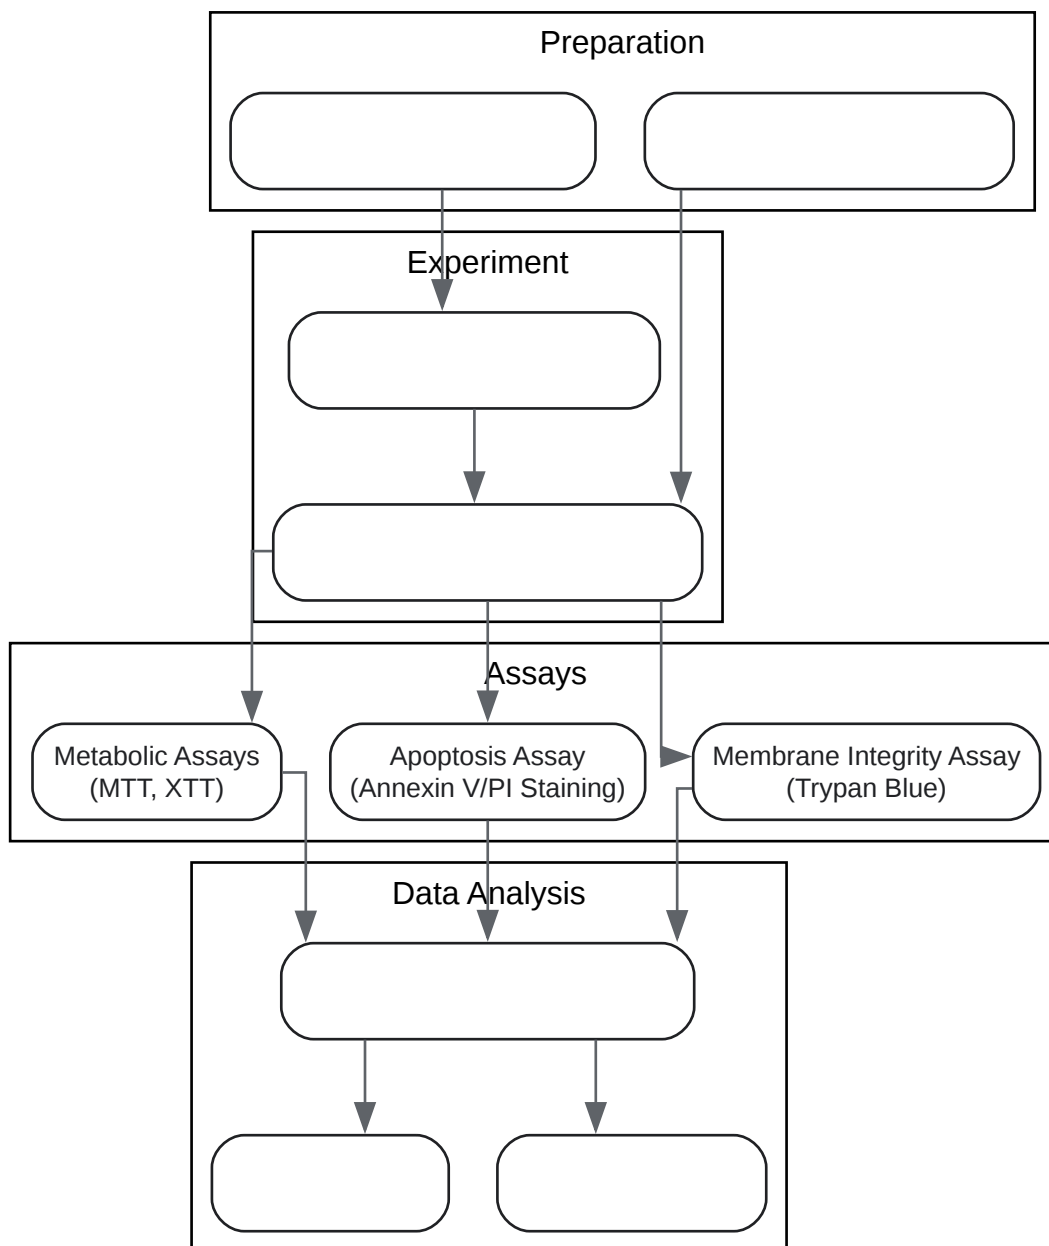 Preparation
Experiment
Assays
Metabolic Assays
(MTT, XTT)
Apoptosis Assay
(Annexin V/PI Staining)
Membrane Integrity Assay
(Trypan Blue)
Data Analysis